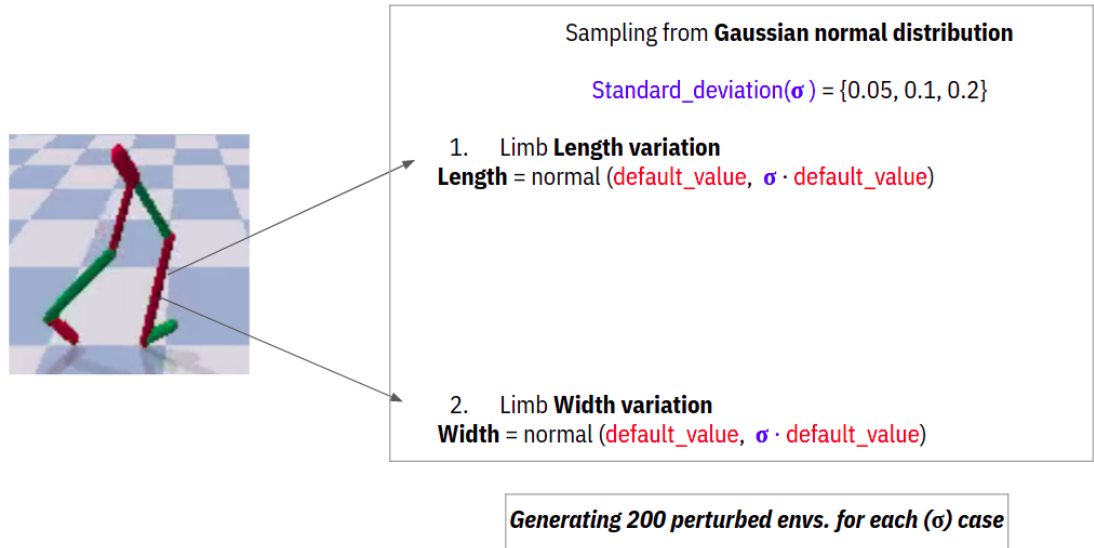 Sampling from Gaussian normal distribution
Standard_deviation(σ) = {0.05, 0.1, 0.2}
1. Limb Length variation
Length = normal (default_value, σ · default_value)
2. Limb Width variation
Width = normal (default_value, σ · default_value)
Generating 200 perturbed envs. for each (σ) case